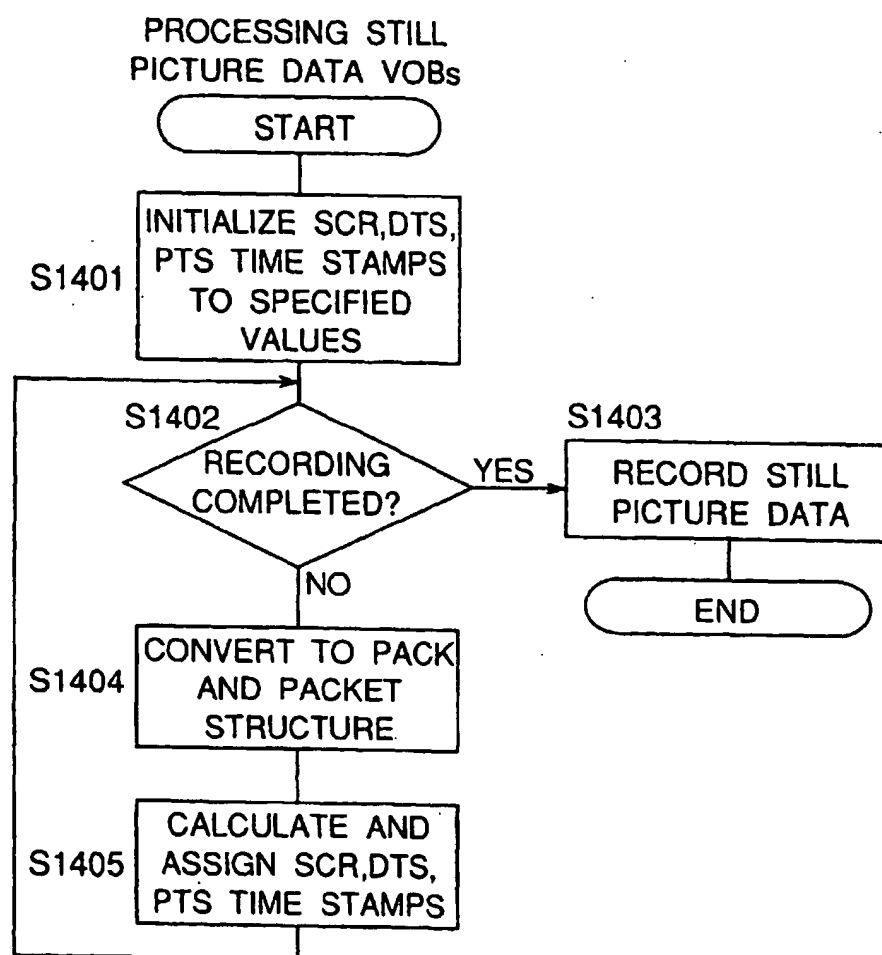 PROCESSING STILL
PICTURE DATA VOBs
START
S1401
INITIALIZE SCR,DTS,
PTS TIME STAMPS
TO SPECIFIED
VALUES
S1402
RECORDING
COMPLETED?
YES
S1403
RECORD STILL
PICTURE DATA
END
NO
S1404
CONVERT TO PACK
AND PACKET
STRUCTURE
S1405
CALCULATE AND
ASSIGN SCR,DTS,
PTS TIME STAMPS